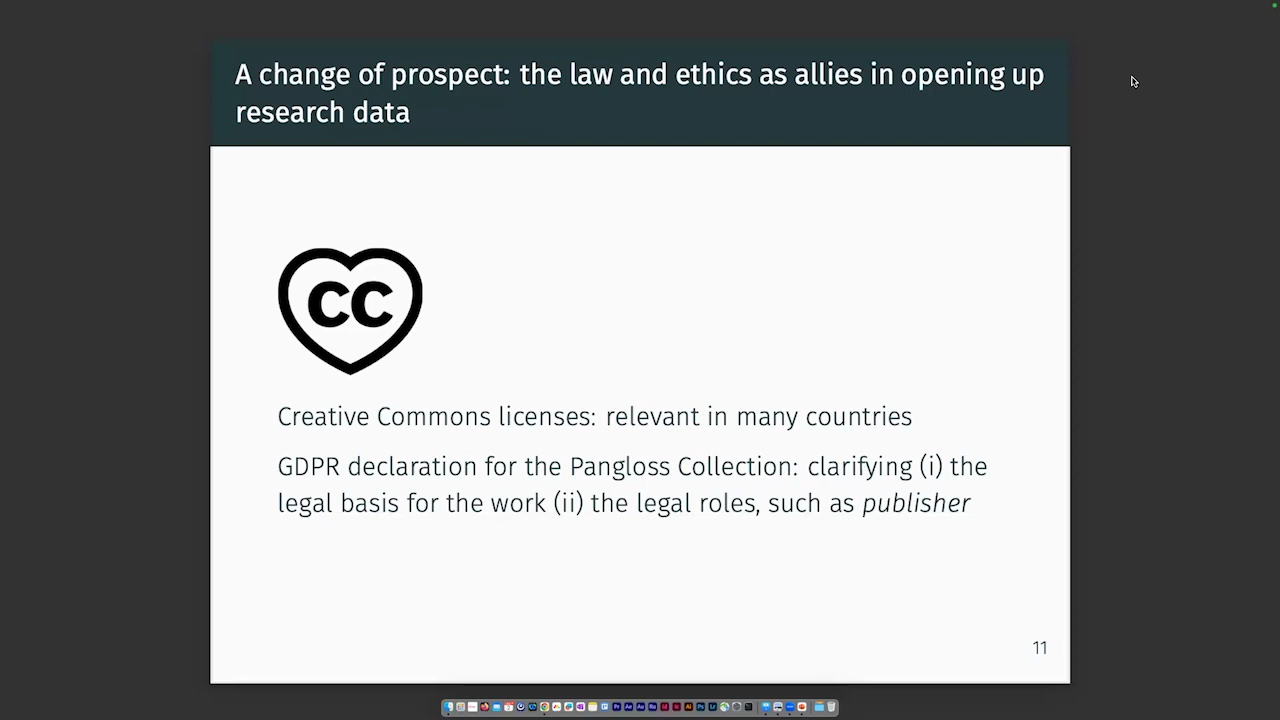 A change of prospect: the law and ethics as allies in opening up
research data
CC
Creative Commons licenses: relevant in many countries
GDPR declaration for the Pangloss Collection: clarifying (i) the
legal basis for the work (ii) the legal roles, such as publisher
11